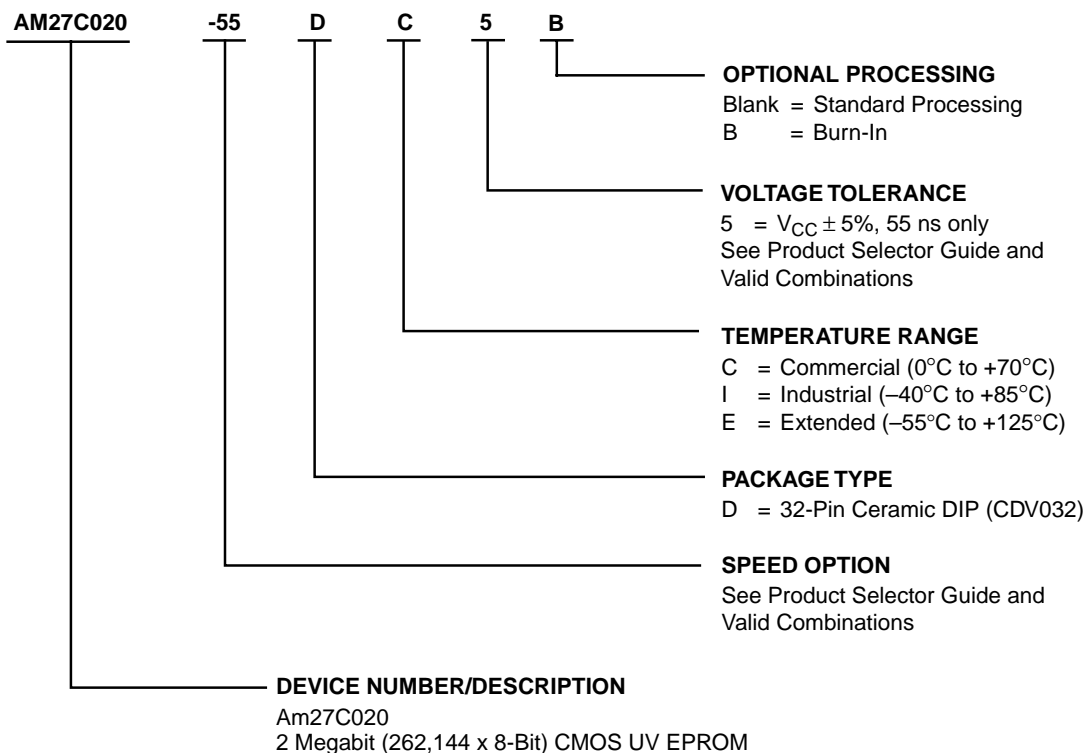 AM27C020 -55 D C 5 B
OPTIONAL PROCESSING
Blank = Standard Processing
B = Burn-In
VOLTAGE TOLERANCE
5 = VCC ± 5%, 55 ns only
See Product Selector Guide and
Valid Combinations
TEMPERATURE RANGE
C = Commercial (0°C to +70°C)
I = Industrial (–40°C to +85°C)
E = Extended (–55°C to +125°C)
PACKAGE TYPE
D = 32-Pin Ceramic DIP (CDV032)
SPEED OPTION
See Product Selector Guide and
Valid Combinations
DEVICE NUMBER/DESCRIPTION
Am27C020
2 Megabit (262,144 x 8-Bit) CMOS UV EPROM